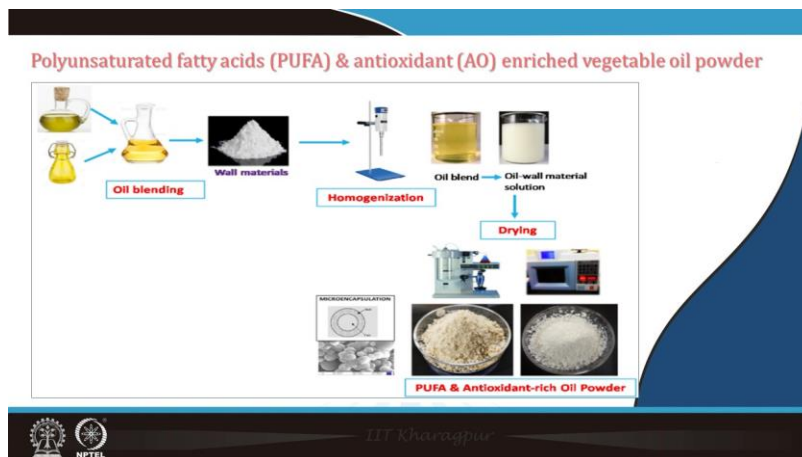 Polyunsaturated fatty acids (PUFA) & antioxidant (AO) enriched vegetable oil powder
Oil blending
Wall materials
Homogenization
Oil blend
Oil-wall material
solution
Drying
MICROENCAPSULATION
PUFA & Antioxidant-rich Oil Powder
NPTEL
IIT Kharagpur